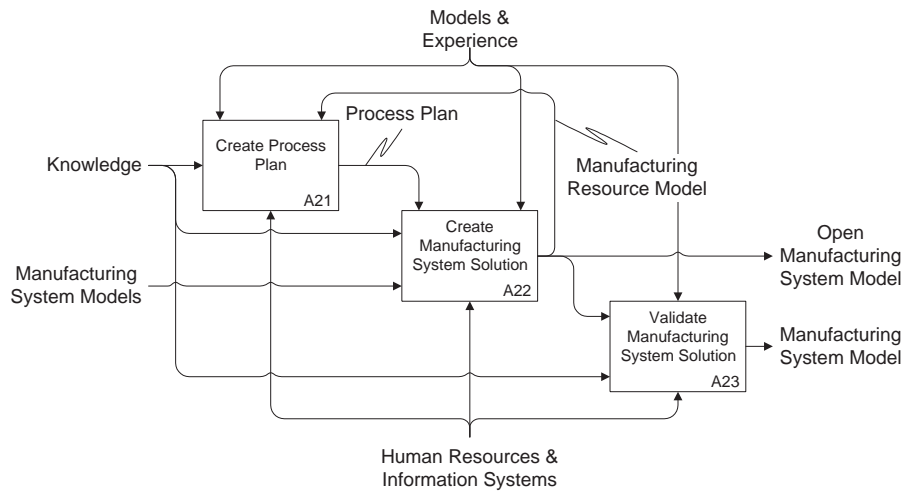 Models &
Experience
Process Plan
Create Process
Plan
A21
Knowledge
Manufacturing
Resource Model
Create
Manufacturing
System Solution
A22
Open
Manufacturing
System Model
Manufacturing
System Models
Validate
Manufacturing
System Solution
A23
Manufacturing
System Model
Human Resources &
Information Systems